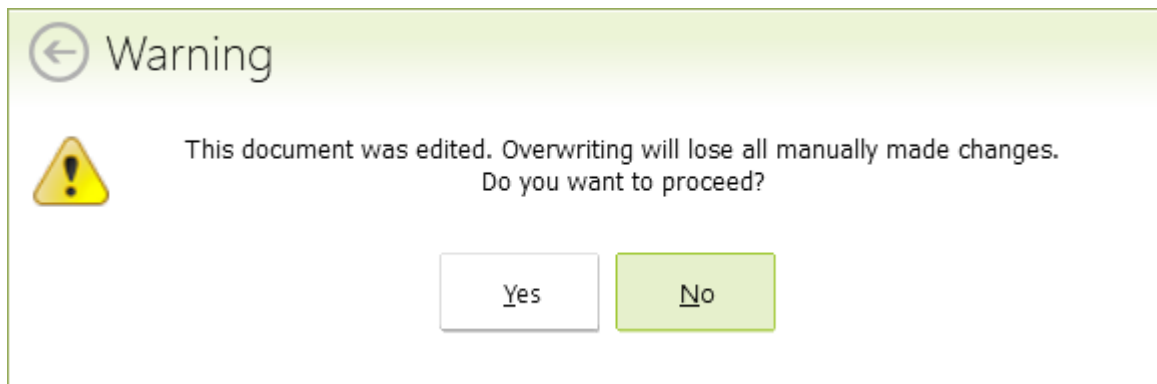 Warning
This document was edited. Overwriting will lose all manually made changes.
Do you want to proceed?
Yes
No